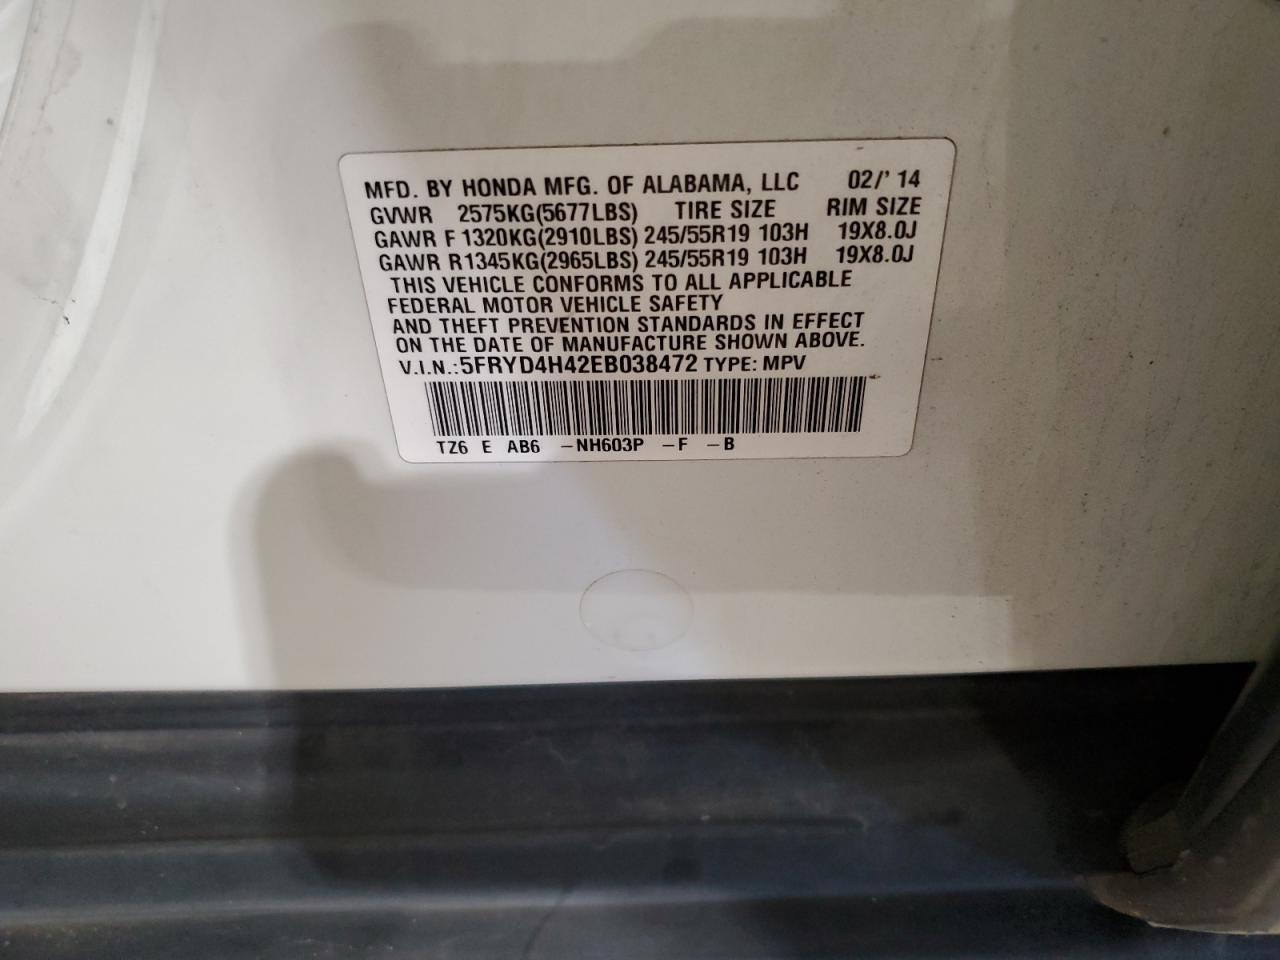 MFD. BY HONDA MFG. OF ALABAMA, LLC 02/' 14
GVWR 2575KG(5677LBS) TIRE SIZE RIM SIZE
GAWR F 1320KG(2910LBS) 245/55R19 103H 19X8.0J
GAWR R1345KG(2965LBS) 245/55R19 103H 19X8.0J
THIS VEHICLE CONFORMS TO ALL APPLICABLE
FEDERAL MOTOR VEHICLE SAFETY
AND THEFT PREVENTION STANDARDS IN EFFECT
ON THE DATE OF MANUFACTURE SHOWN ABOVE.
V.I.N.:5FRYD4H42EB038472 TYPE: MPV
TZ6 E AB6 -NH603P -F -B